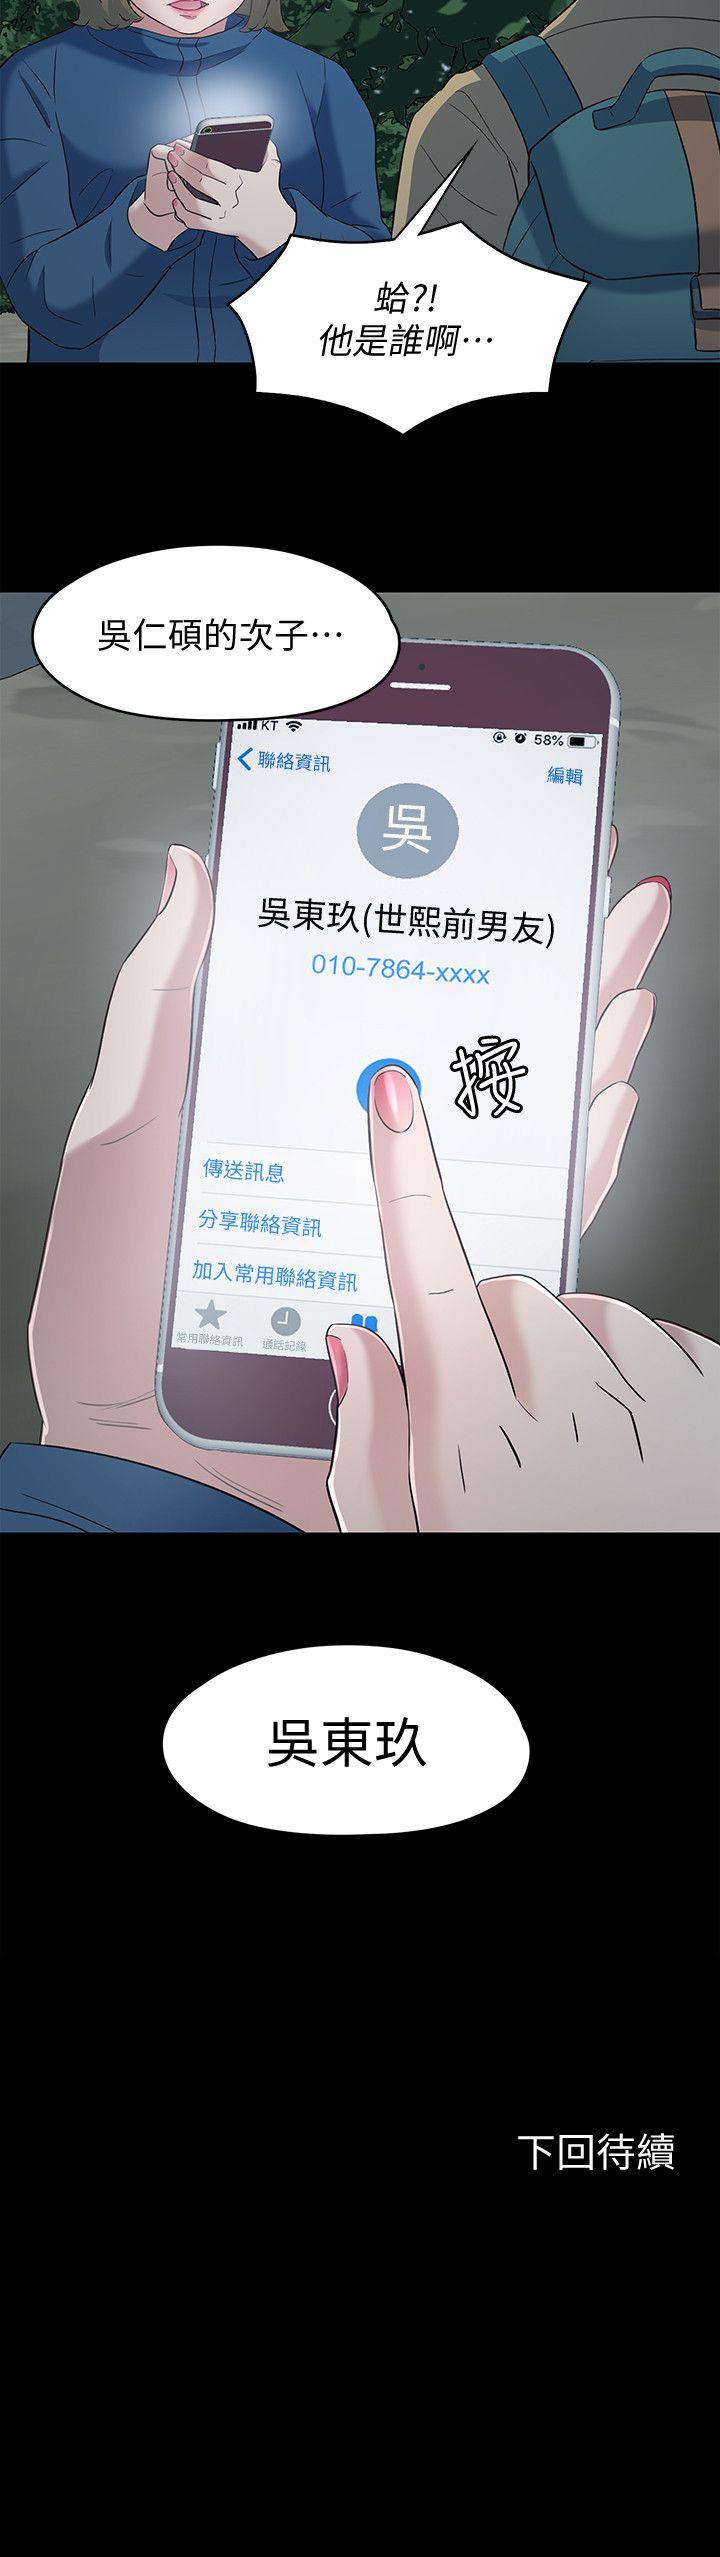 蛤?!
他是誰啊⋯
吳仁碩的次子⋯
KT 58%
聯絡資訊 編輯
吳
吳東玖(世熙前男友)
010-7864-xxxx
按
傳送訊息
分享聯絡資訊
加入常用聯絡資訊
常用聯絡資訊 通話記錄
吳東玖
下回待續